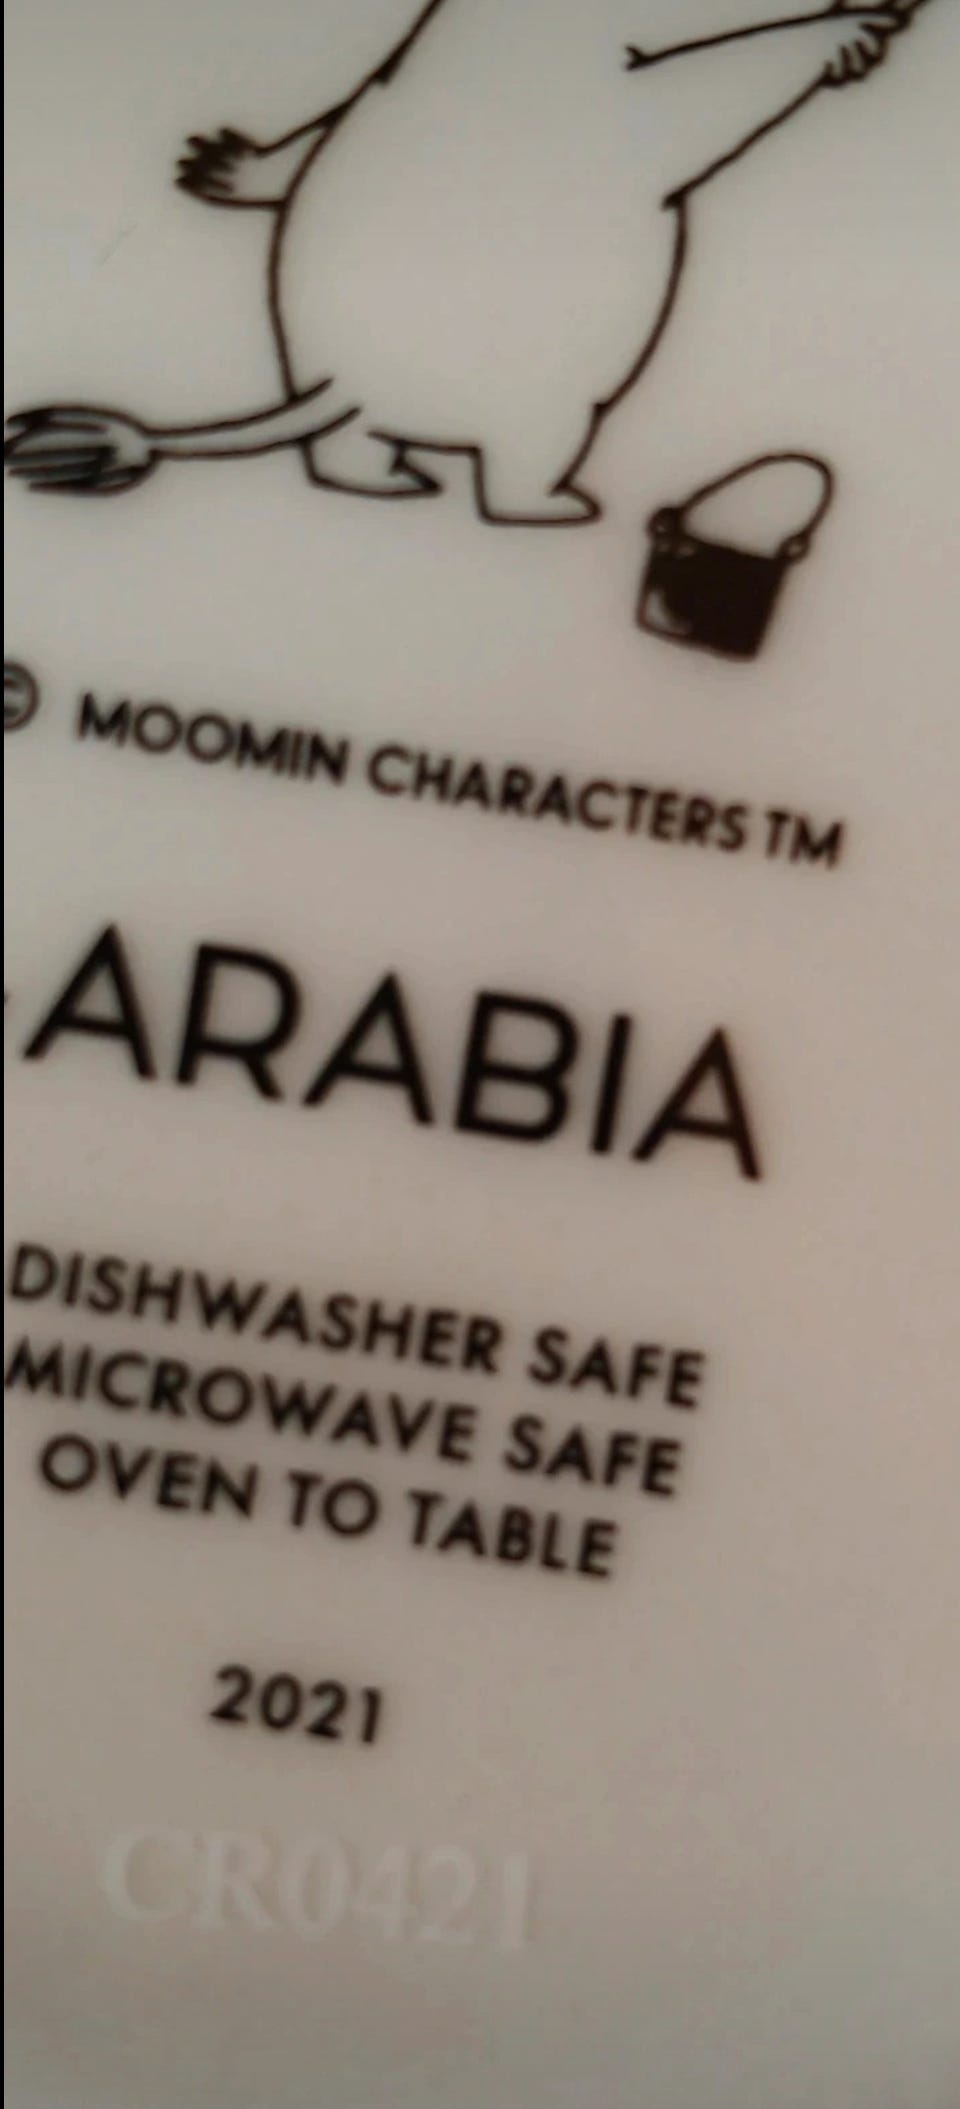 © MOOMIN CHARACTERS TM
ARABIA
DISHWASHER SAFE
MICROWAVE SAFE
OVEN TO TABLE
2021
CR0421